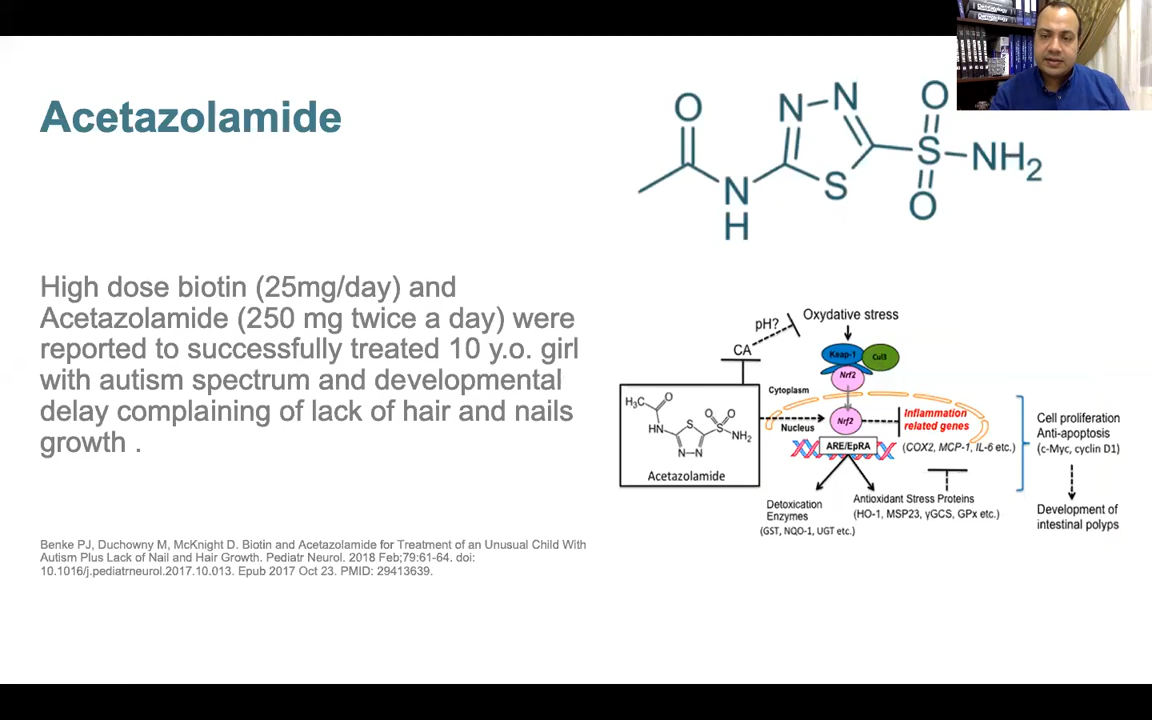 Dermatology
Dermatology
Acetazolamide
O
N
H
N
N
S
O
S
O
NH2
High dose biotin (25mg/day) and
Acetazolamide (250 mg twice a day) were
reported to successfully treated 10 y.o. girl
with autism spectrum and developmental
delay complaining of lack of hair and nails
growth .
Benke PJ, Duchowny M, McKnight D. Biotin and Acetazolamide for Treatment of an Unusual Child With
Autism Plus Lack of Nail and Hair Growth. Pediatr Neurol. 2018 Feb;79:61-64. doi:
10.1016/j.pediatrneurol.2017.10.013. Epub 2017 Oct 23. PMID: 29413639.
pH?
Oxydative stress
CA
Keap-1
Cul3
Nrf2
Cytoplasm
Nucleus
Nrf2
ARE/EpRA
Inflammation
related genes
(COX2, MCP-1, IL-6 etc.)
H3C
O
HN
S
N
N
O
O
S
NH2
Acetazolamide
Detoxication
Enzymes
(GST, NQO-1, UGT etc.)
Antioxidant Stress Proteins
(HO-1, MSP23, γGCS, GPx etc.)
Cell proliferation
Anti-apoptosis
(c-Myc, cyclin D1)
Development of
intestinal polyps